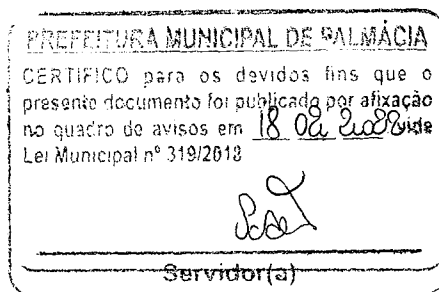 PREFEITURA MUNICIPAL DE PALMÁCIA
CERTIFICO para os devidos fins que o
presente documento foi publicado por afixação
no quadro de avisos em 18 02 2022 vide
Lei Municipal nº 319/2013
Servidor(a)